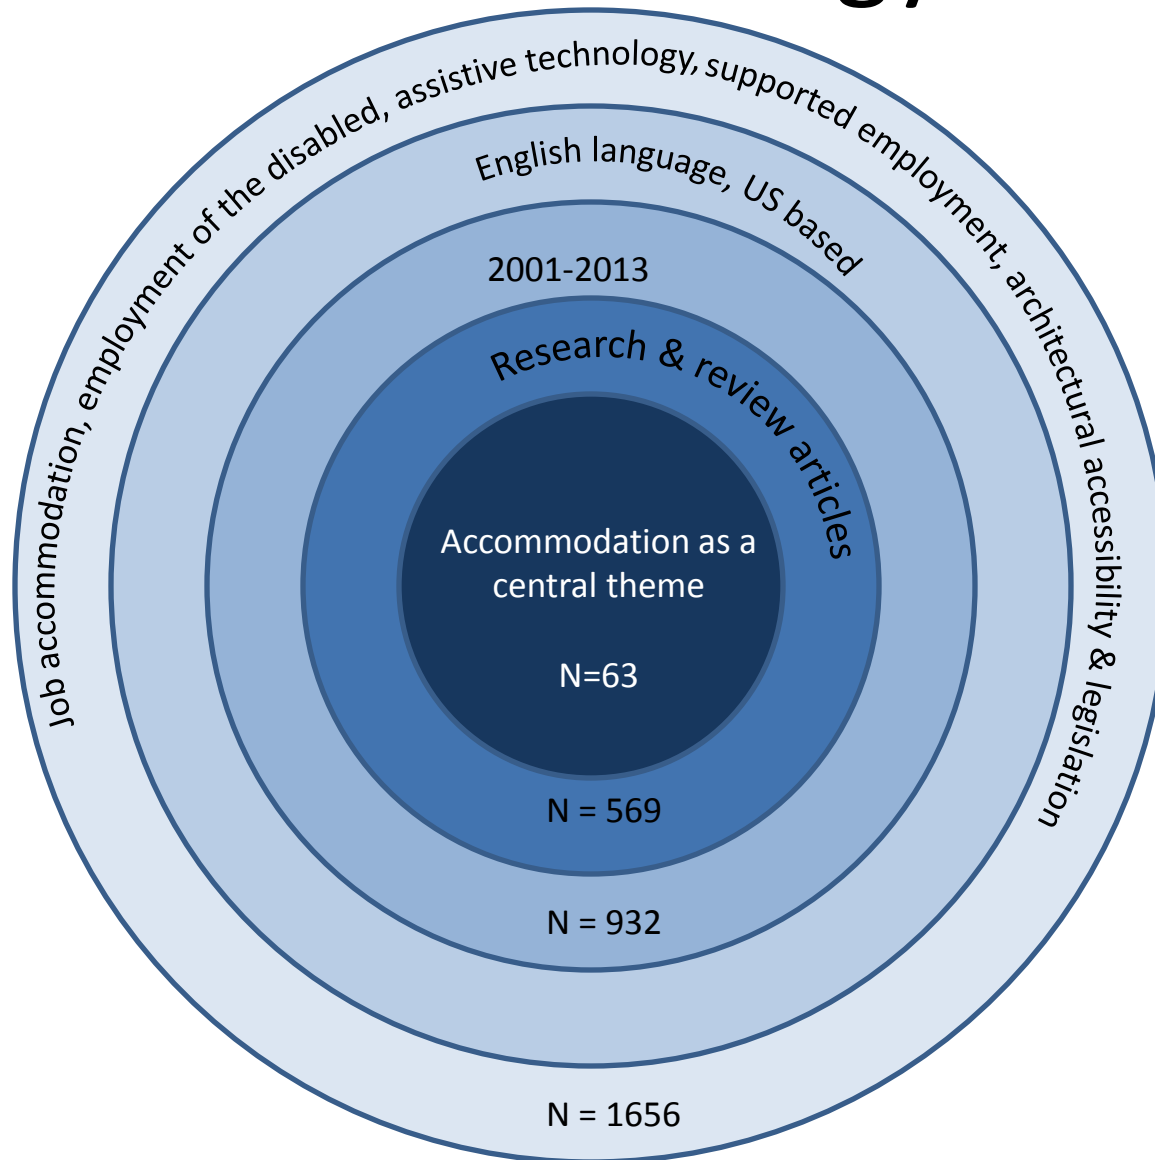 Job accommodation, employment of the disabled, assistive technology, supported employment, architectural accessibility & legislation
English language, US based
2001-2013
Research & review articles
Accommodation as a
central theme
N=63
N = 569
N = 932
N = 1656